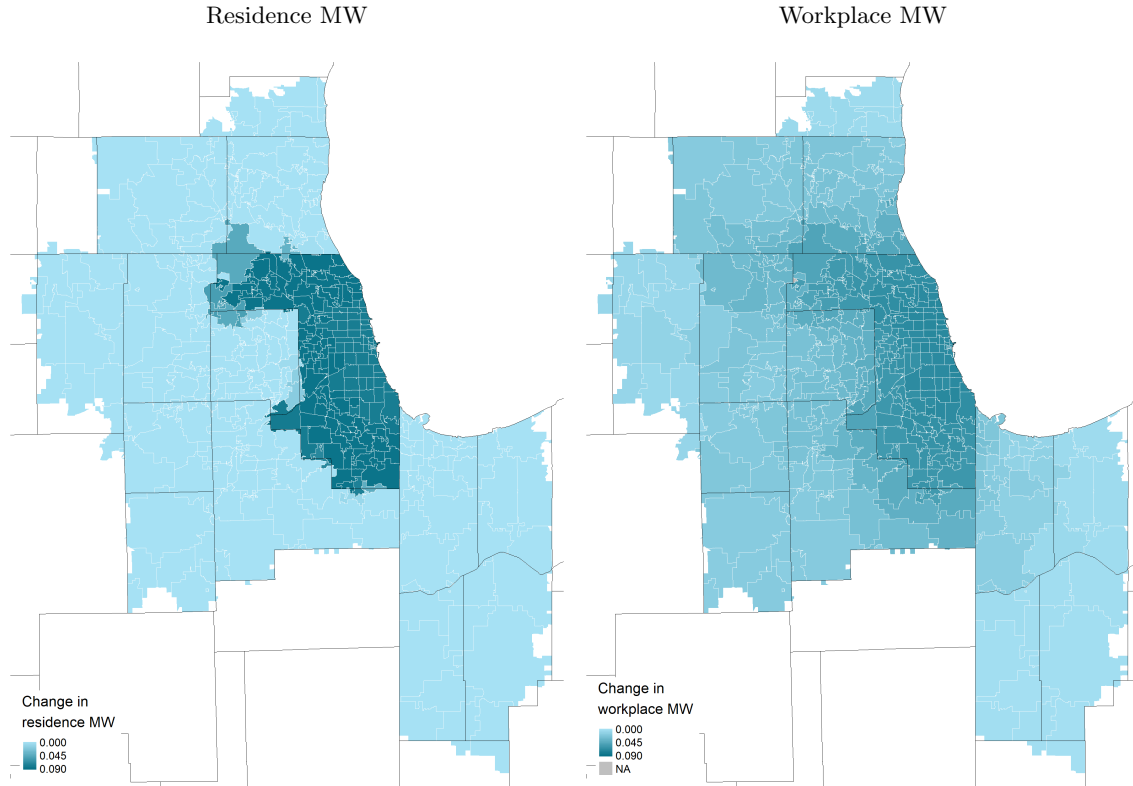 Residence MW
Workplace MW
Change in
residence MW
0.000
0.045
0.090
Change in
workplace MW
0.000
0.045
0.090
NA